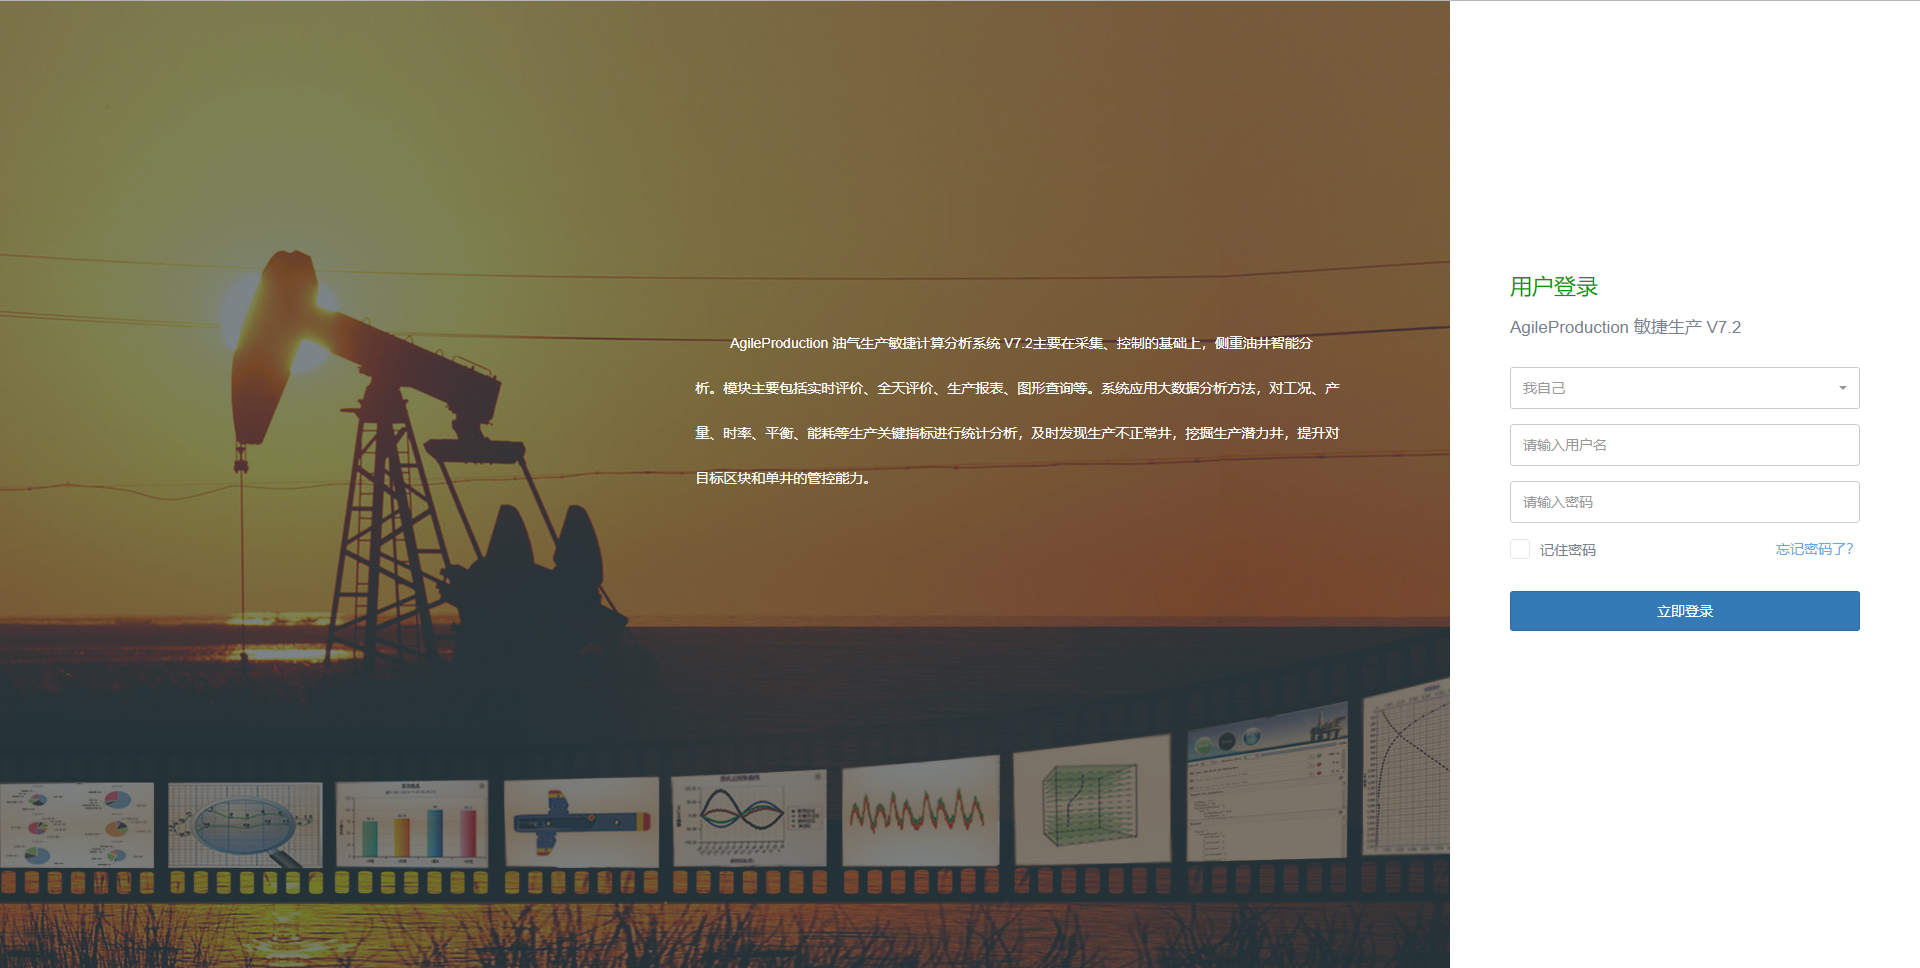 AgileProduction 油气生产敏捷计算分析系统 V7.2主要在采集、控制的基础上，侧重油井智能分
析。模块主要包括实时评价、全天评价、生产报表、图形查询等。系统应用大数据分析方法，对工况、产
量、时率、平衡、能耗等生产关键指标进行统计分析，及时发现生产不正常井，挖掘生产潜力井，提升对
目标区块和单井的管控能力。
用户登录
AgileProduction 敏捷生产 V7.2
我自己
请输入用户名
请输入密码
记住密码
忘记密码了?
立即登录